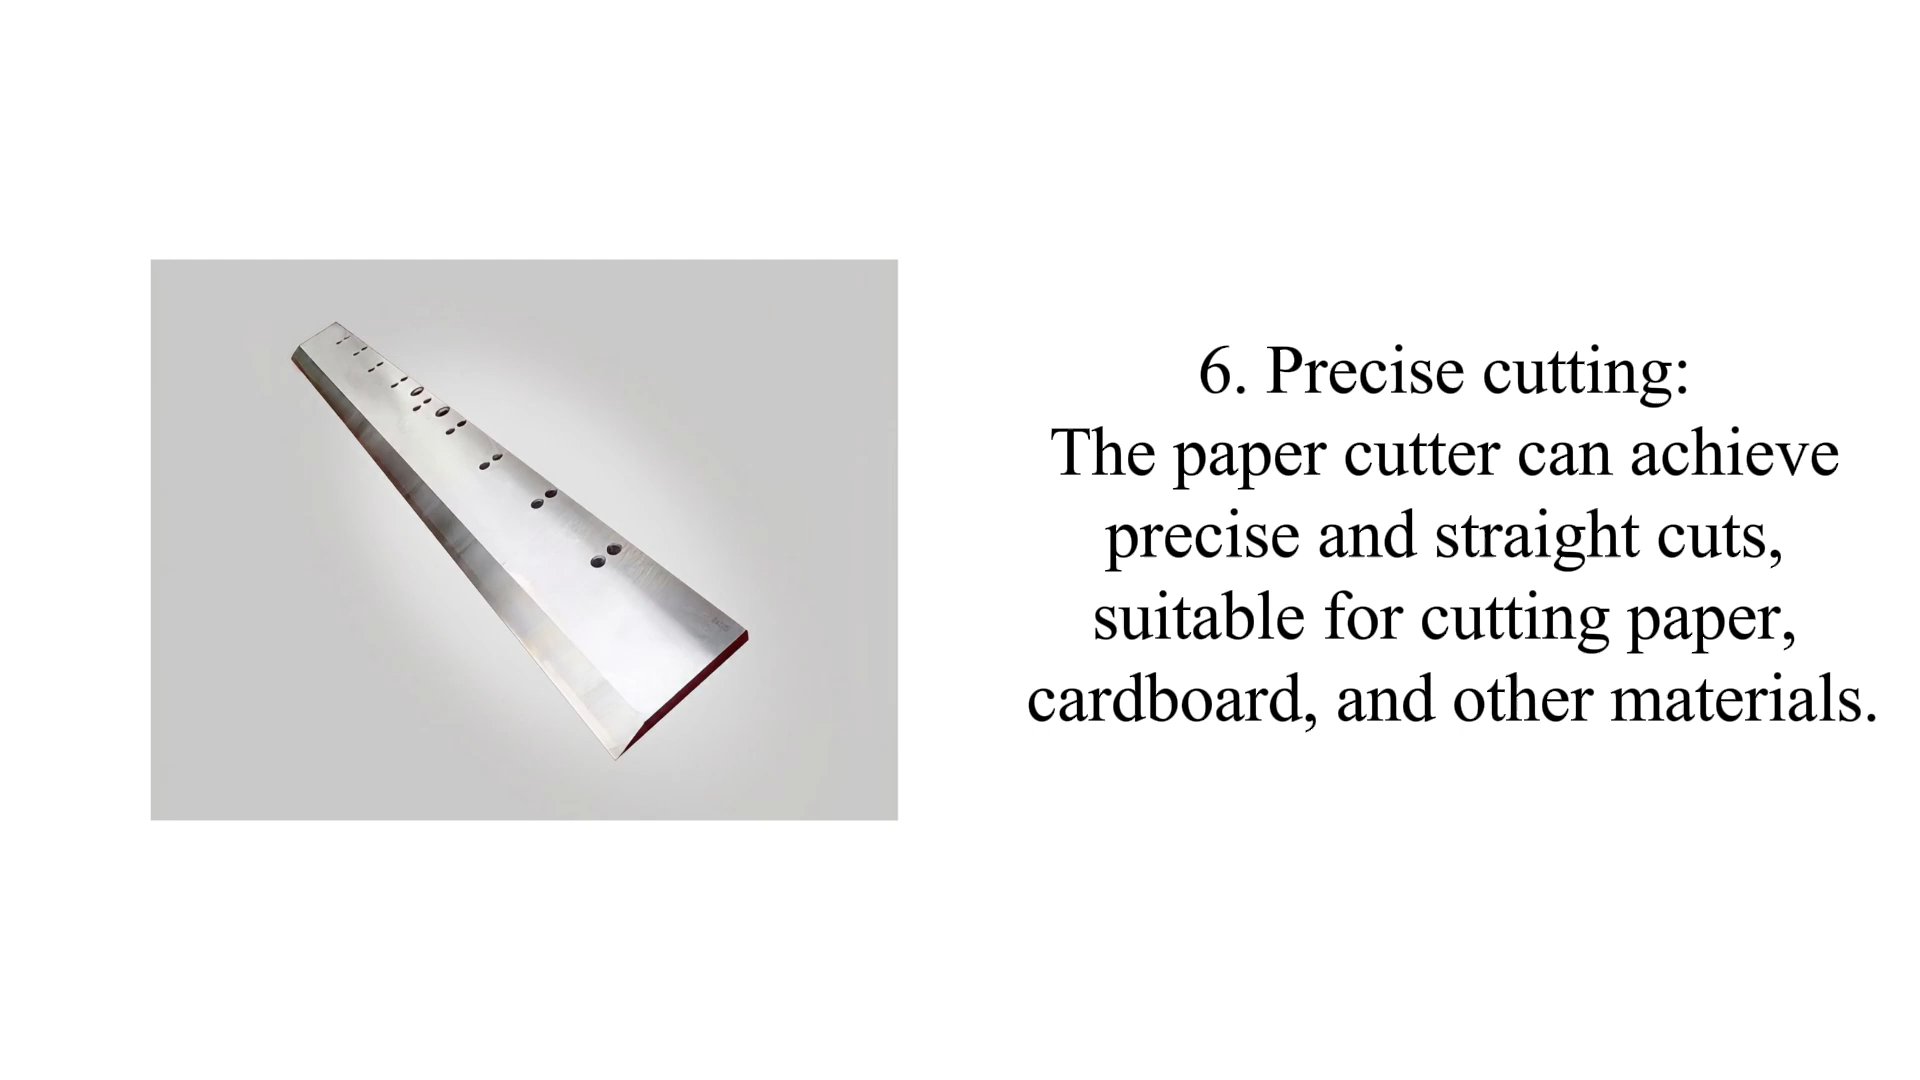 6. Precise cutting:
The paper cutter can achieve
precise and straight cuts,
suitable for cutting paper,
cardboard, and other materials.